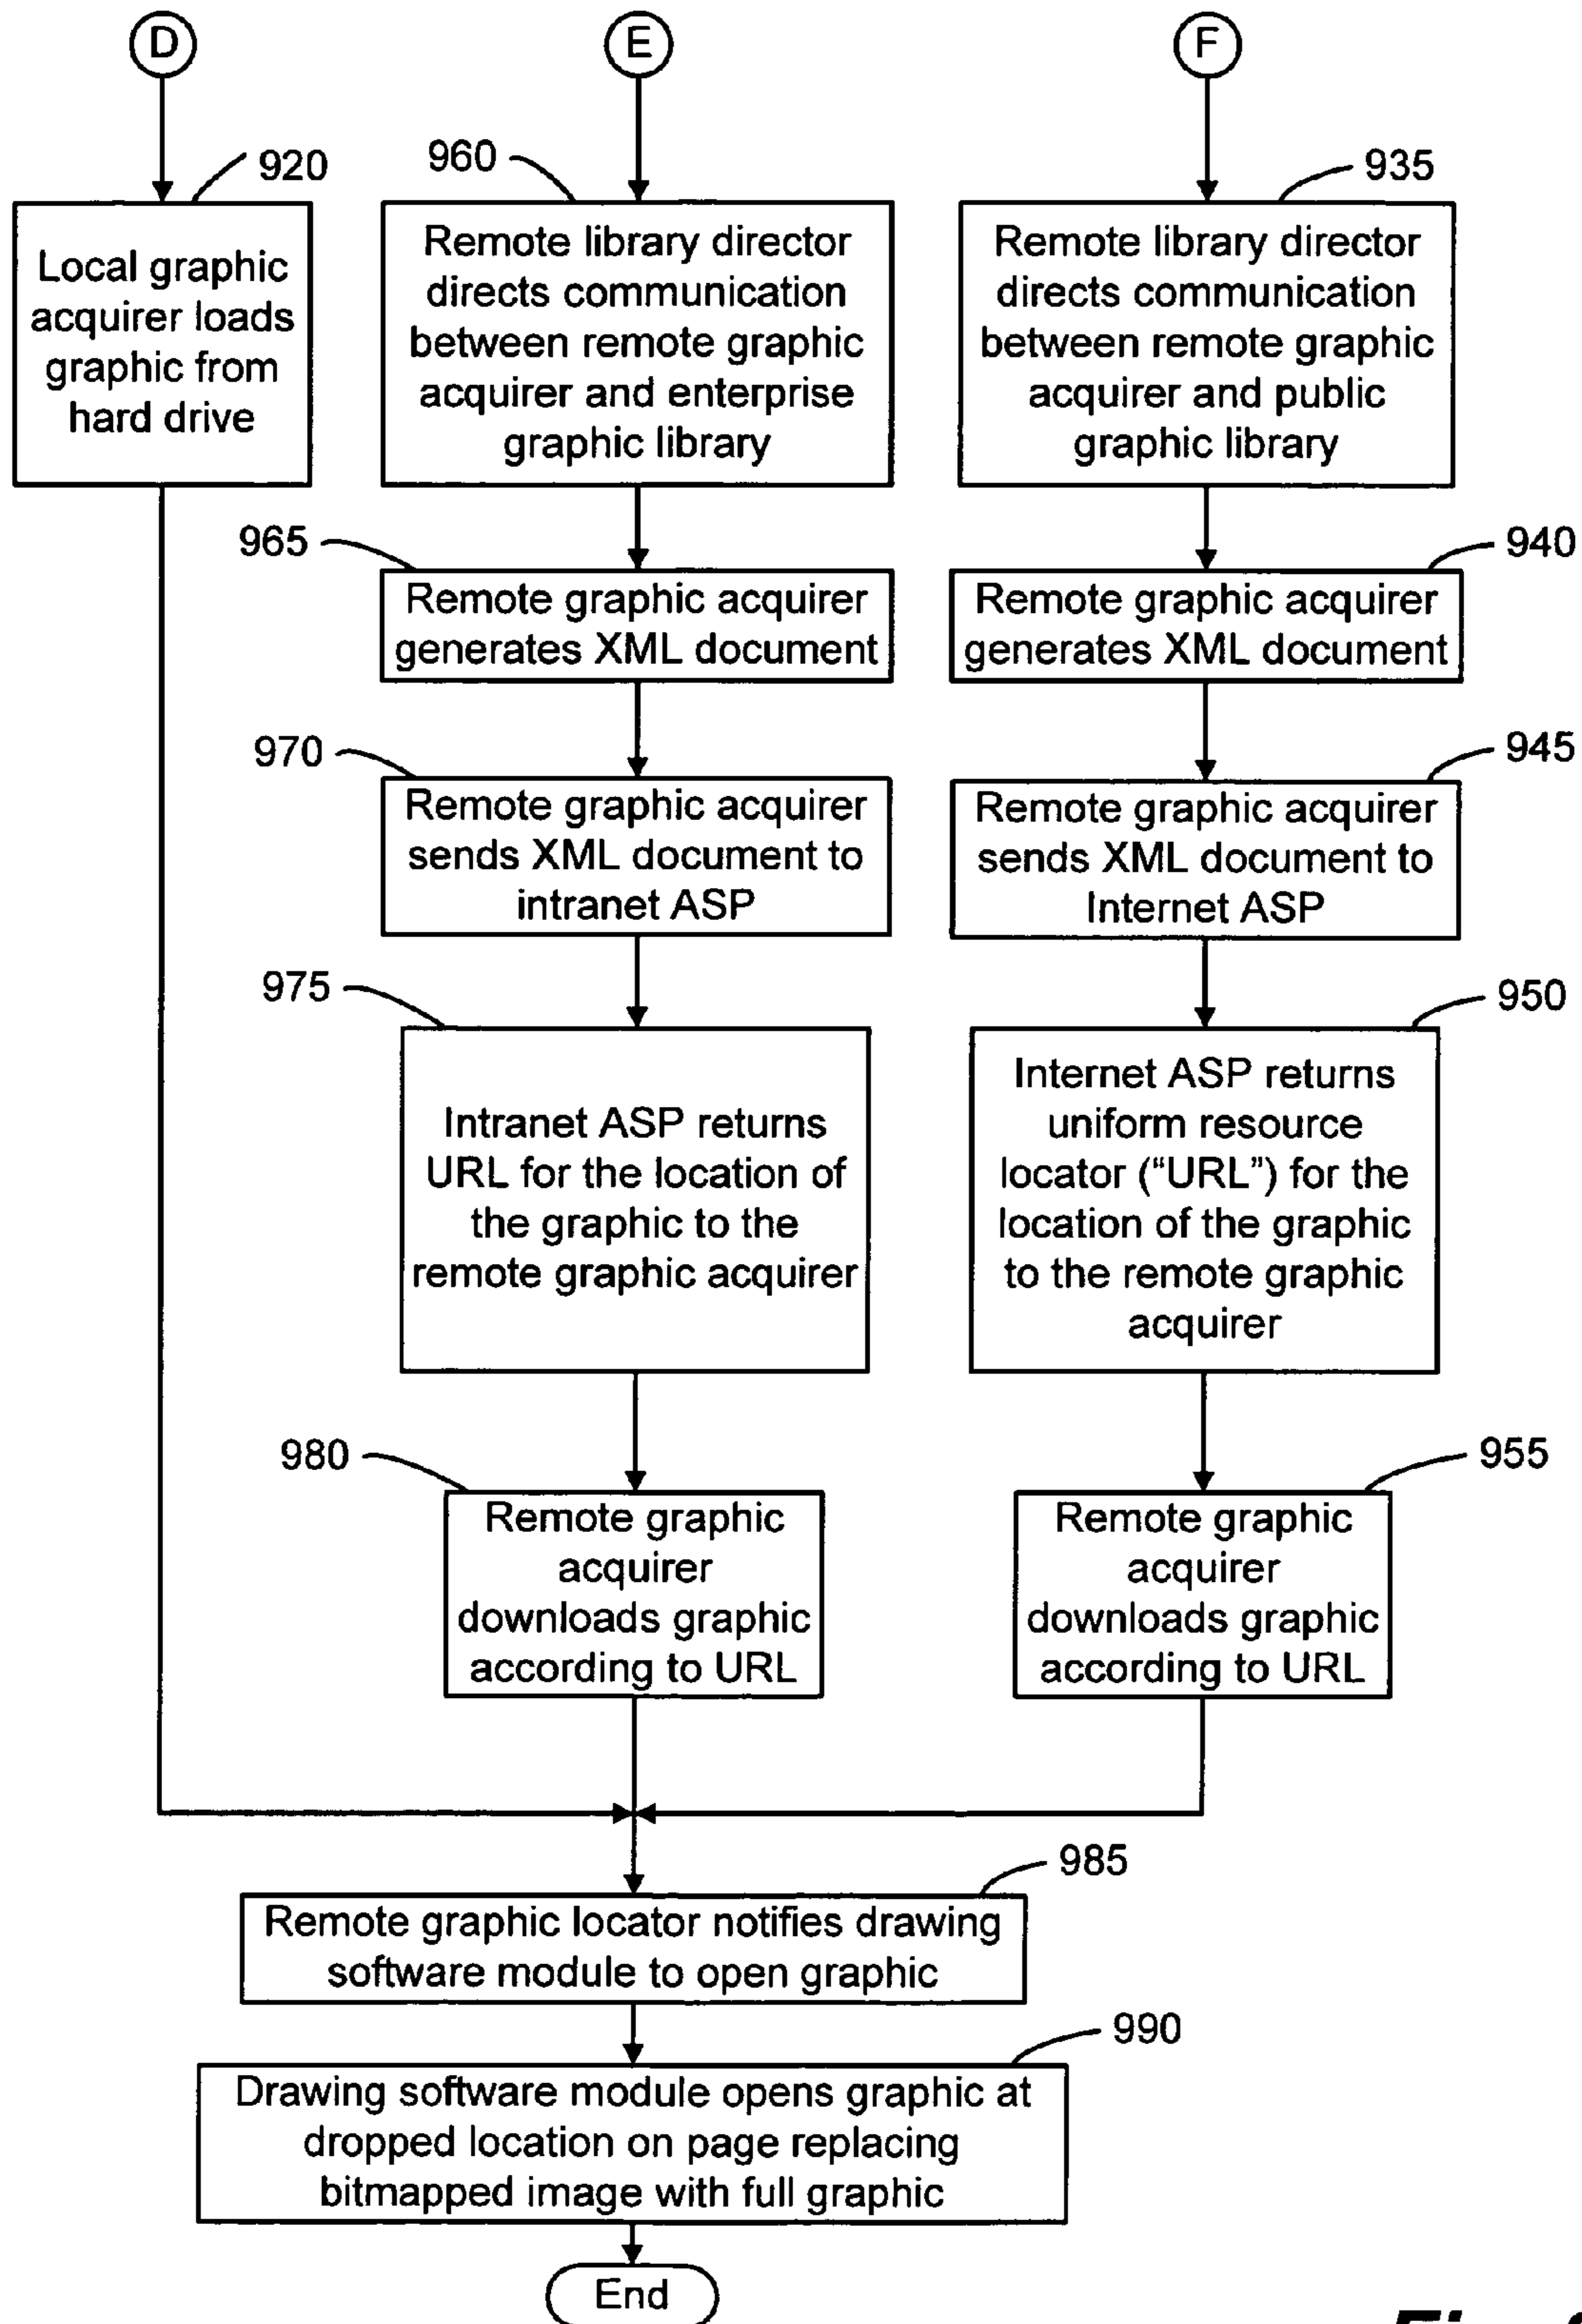 D
E
F
920
960
935
Local graphic
acquirer loads
graphic from
hard drive
Remote library director
directs communication
between remote graphic
acquirer and enterprise
graphic library
Remote library director
directs communication
between remote graphic
acquirer and public
graphic library
965
940
Remote graphic acquirer
generates XML document
Remote graphic acquirer
generates XML document
970
945
Remote graphic acquirer
sends XML document to
intranet ASP
Remote graphic acquirer
sends XML document to
Internet ASP
975
950
Intranet ASP returns
URL for the location of
the graphic to the
remote graphic acquirer
Internet ASP returns
uniform resource
locator (“URL”) for the
location of the graphic
to the remote graphic
acquirer
980
955
Remote graphic
acquirer
downloads graphic
according to URL
Remote graphic
acquirer
downloads graphic
according to URL
985
Remote graphic locator notifies drawing
software module to open graphic
990
Drawing software module opens graphic at
dropped location on page replacing
bitmapped image with full graphic
End